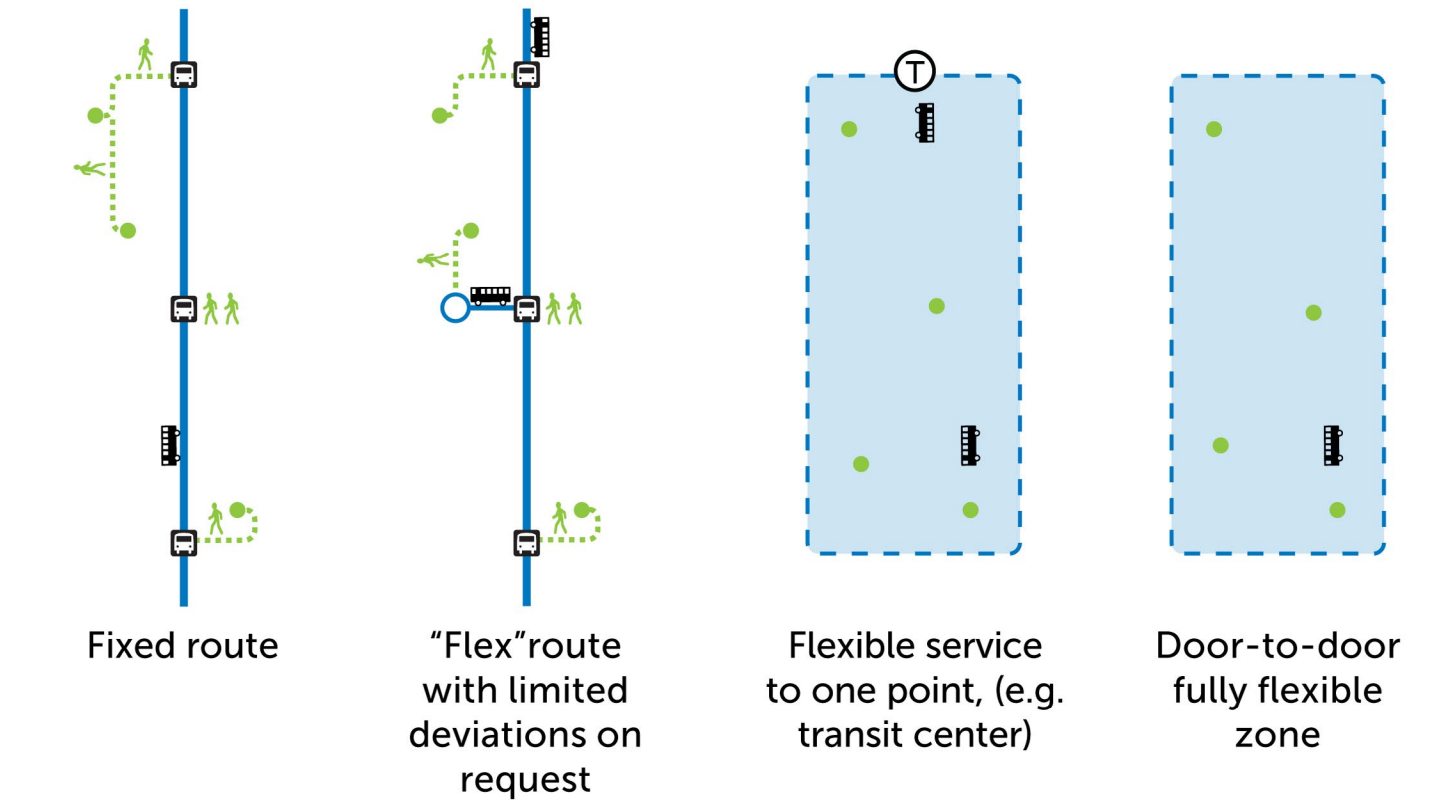 T
Fixed route
“Flex”route
with limited
deviations on
request
Flexible service
to one point, (e.g.
transit center)
Door-to-door
fully flexible
zone